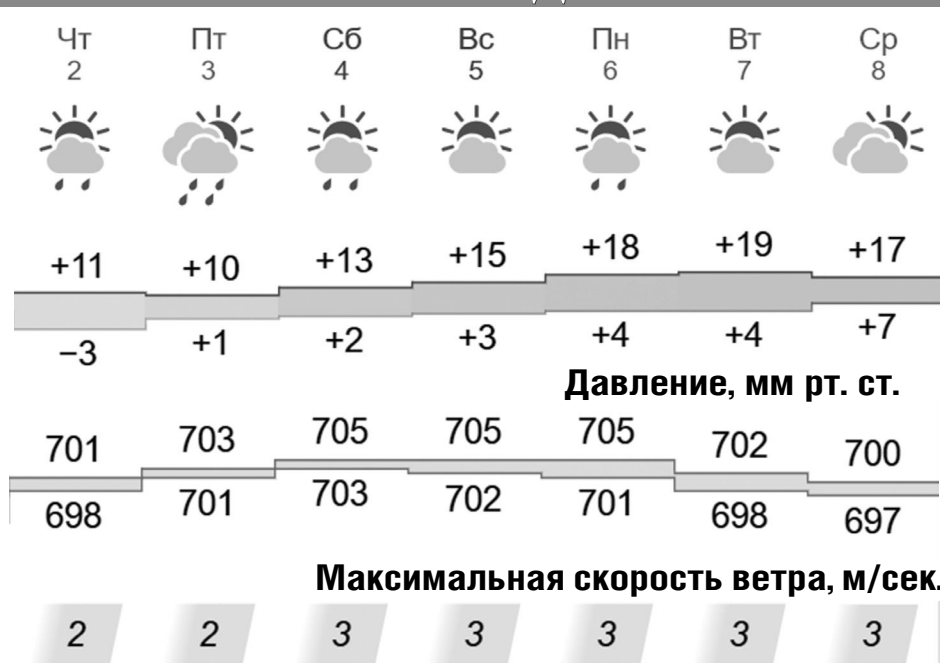 Чт Пт Сб Вс Пн Вт Ср
2 3 4 5 6 7 8
+11 +10 +13 +15 +18 +19 +17
−3 +1 +2 +3 +4 +4 +7
Давление, мм рт. ст.
701 703 705 705 705 702 700
698 701 703 702 701 698 697
Максимальная скорость ветра, м/сек.
2 2 3 3 3 3 3